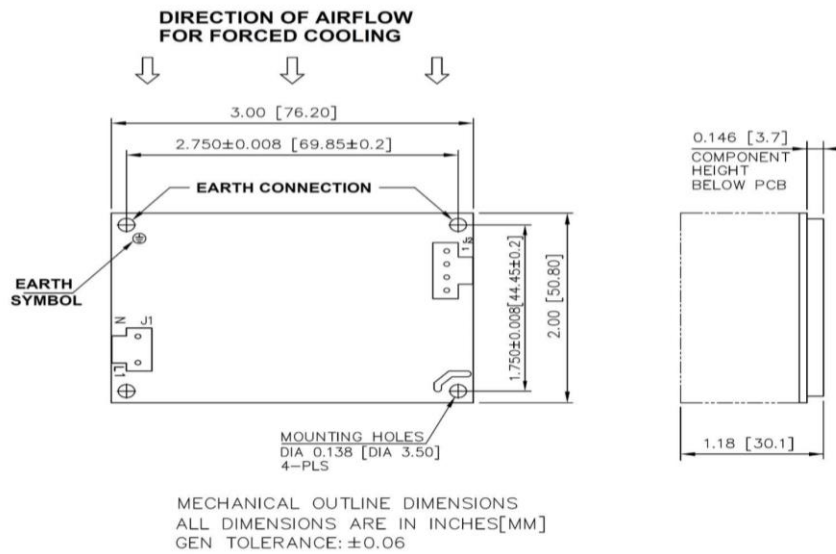 DIRECTION OF AIRFLOW
FOR FORCED COOLING
3.00 [76.20]
2.750±0.008 [69.85±0.2]
0.146 [3.7]
COMPONENT
HEIGHT
BELOW PCB
EARTH CONNECTION
EARTH
SYMBOL
J2
1
1.750±0.008[44.45±0.2]
2.00 [50.80]
N
J1
L1
MOUNTING HOLES
DIA 0.138 [DIA 3.50]
4-PLS
1.18 [30.1]
MECHANICAL OUTLINE DIMENSIONS
ALL DIMENSIONS ARE IN INCHES[MM]
GEN TOLERANCE: ±0.06